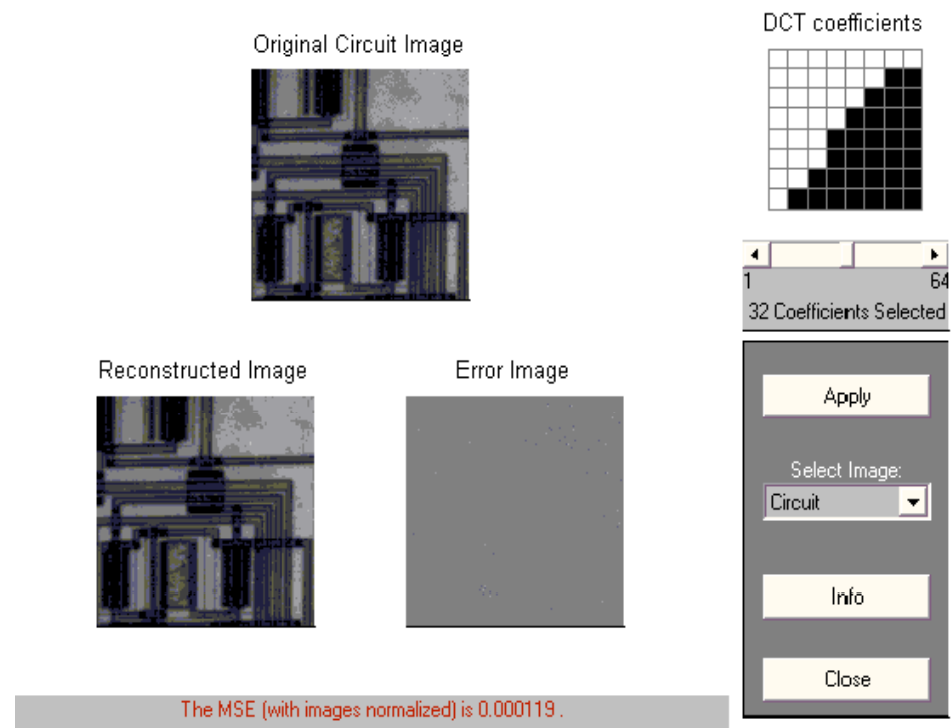 DCT coefficients
Original Circuit Image
1
64
32 Coefficients Selected
Reconstructed Image
Error Image
Apply
Select Image:
Circuit
Info
Close
The MSE (with images normalized) is 0.000119 .